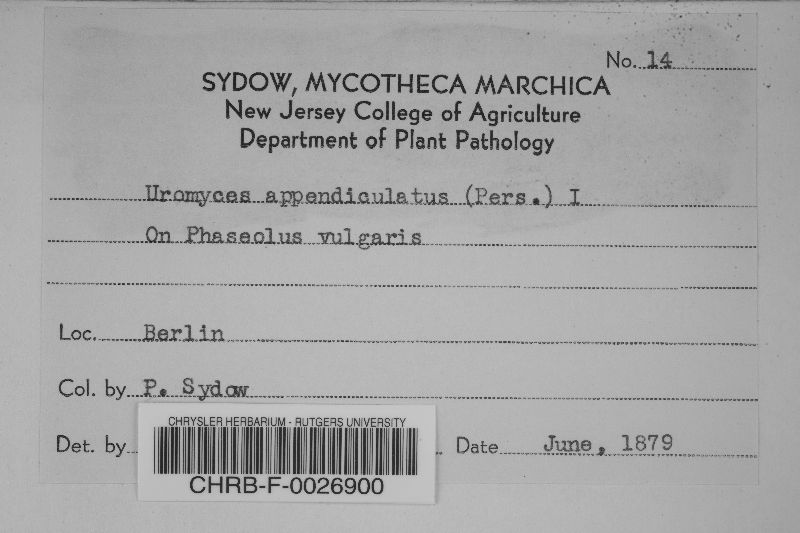 No. 14
SYDOW, MYCOTHECA MARCHICA
New Jersey College of Agriculture
Department of Plant Pathology
Uromyces appendiculatus (Pers.) I
On Phaseolus vulgaris
Loc. Berlin
Col. by P. Sydow
Det. by Date June, 1879
CHRYSLER HERBARIUM - RUTGERS UNIVERSITY
CHRB-F-0026900